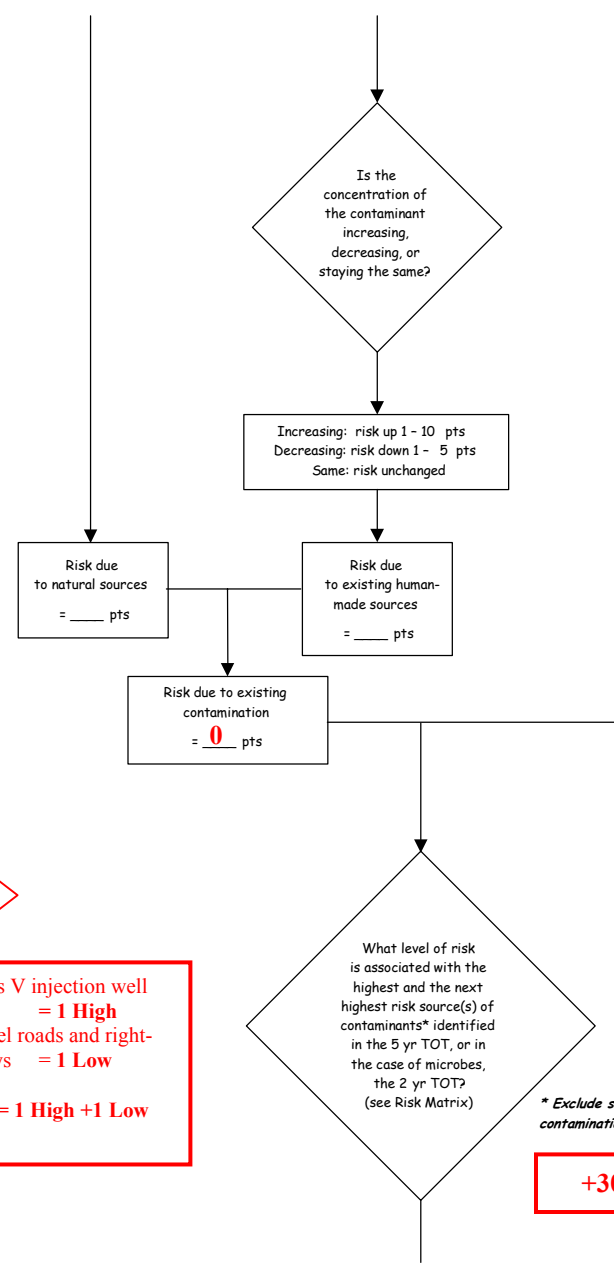 Is the
concentration of
the contaminant
increasing,
decreasing, or
staying the same?
Increasing: risk up 1 – 10 pts
Decreasing: risk down 1 – 5 pts
Same: risk unchanged
Risk due
to natural sources
= ____ pts
Risk due
to existing human-
made sources
= ____ pts
Risk due to existing
contamination
= 0 pts
s V injection well
= 1 High
el roads and right-
ys = 1 Low
= 1 High +1 Low
What level of risk
is associated with the
highest and the next
highest risk source(s) of
contaminants* identified
in the 5 yr TOT, or in
the case of microbes,
the 2 yr TOT?
(see Risk Matrix)
* Exclude s
contaminati
+30